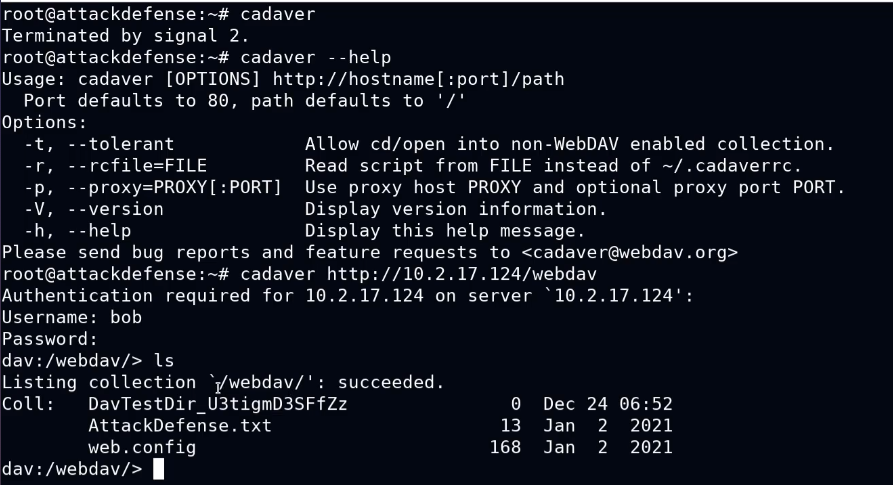 root@attackdefense:~# cadaver
Terminated by signal 2.
root@attackdefense:~# cadaver --help
Usage: cadaver [OPTIONS] http://hostname[:port]/path
  Port defaults to 80, path defaults to '/'
Options:
  -t, --tolerant            Allow cd/open into non-WebDAV enabled collection.
  -r, --rcfile=FILE         Read script from FILE instead of ~/.cadaverrc.
  -p, --proxy=PROXY[:PORT]  Use proxy host PROXY and optional proxy port PORT.
  -V, --version             Display version information.
  -h, --help                Display this help message.
Please send bug reports and feature requests to <cadaver@webdav.org>
root@attackdefense:~# cadaver http://10.2.17.124/webdav
Authentication required for 10.2.17.124 on server `10.2.17.124':
Username: bob
Password:
dav:/webdav/> ls
Listing collection `/webdav/': succeeded.
Coll:   DavTestDir_U3tigmD3SFfZz               0  Dec 24 06:52
        AttackDefense.txt                     13  Jan  2  2021
        web.config                           168  Jan  2  2021
dav:/webdav/>